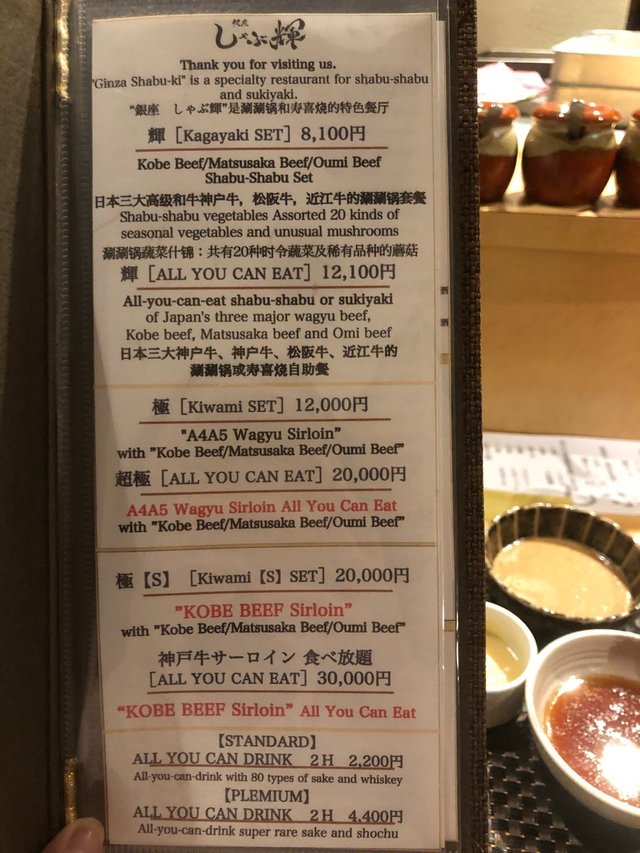 銀座
しゃぶ輝
Thank you for visiting us.
"Ginza Shabu-ki" is a specialty restaurant for shabu-shabu
and sukiyaki.
“銀座　しゃぶ輝”是涮涮锅和寿喜烧的特色餐厅
輝［Kagayaki SET］8,100円
Kobe Beef/Matsusaka Beef/Oumi Beef
Shabu-Shabu Set
日本三大高级和牛神户牛，松阪牛，近江牛的涮涮锅套餐
Shabu-shabu vegetables Assorted 20 kinds of
seasonal vegetables and unusual mushrooms
涮涮锅蔬菜什锦：共有20种时令蔬菜及稀有品种的蘑菇
輝［ALL YOU CAN EAT］12,100円
All-you-can-eat shabu-shabu or sukiyaki
of Japan's three major wagyu beef,
Kobe beef, Matsusaka beef and Omi beef
日本三大神户牛、神户牛、松阪牛、近江牛的
涮涮锅或寿喜烧自助餐
極［Kiwami SET］12,000円
"A4A5 Wagyu Sirloin”
with ”Kobe Beef/Matsusaka Beef/Oumi Beef”
超極［ALL YOU CAN EAT］20,000円
A4A5 Wagyu Sirloin All You Can Eat
with ”Kobe Beef/Matsusaka Beef/Oumi Beef”
極【S】［Kiwami【S】SET］20,000円
”KOBE BEEF Sirloin”
with ”Kobe Beef/Matsusaka Beef/Oumi Beef”
神戸牛サーロイン 食べ放題
［ALL YOU CAN EAT］30,000円
“KOBE BEEF Sirloin” All You Can Eat
【STANDARD】
ALL YOU CAN DRINK　2H　2,200円
All-you-can-drink with 80 types of sake and whiskey
【PLEMIUM】
ALL YOU CAN DRINK　2H　4,400円
All-you-can-drink super rare sake and shochu